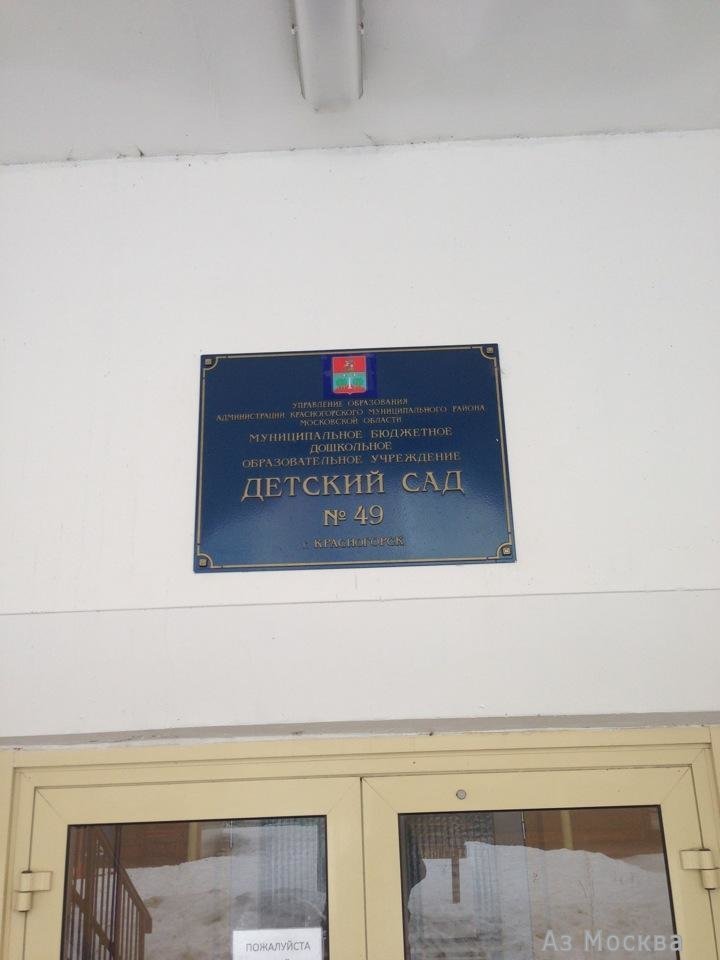 УПРАВЛЕНИЕ ОБРАЗОВАНИЯ
АДМИНИСТРАЦИИ КРАСНОГОРСКОГО МУНИЦИПАЛЬНОГО РАЙОНА
МОСКОВСКОЙ ОБЛАСТИ
МУНИЦИПАЛЬНОЕ БЮДЖЕТНОЕ
ДОШКОЛЬНОЕ
ОБРАЗОВАТЕЛЬНОЕ УЧРЕЖДЕНИЕ
ДЕТСКИЙ САД
№ 49
г КРАСНОГОРСК
ПОЖАЛУЙСТА
Аз Москва